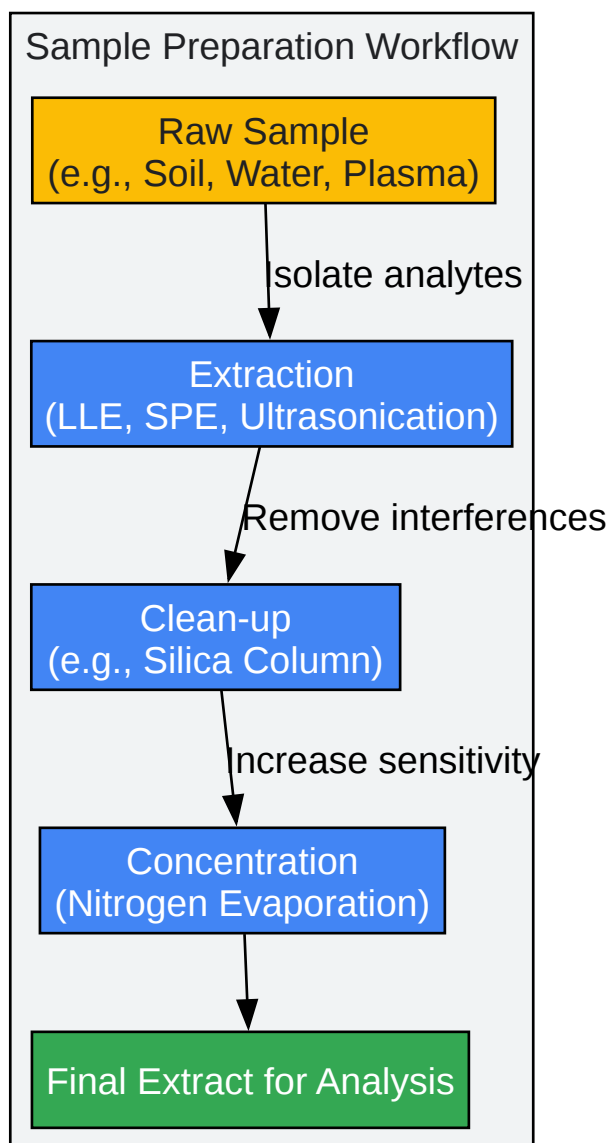 Sample Preparation Workflow
Raw Sample
(e.g., Soil, Water, Plasma)
Isolate analytes
Extraction
(LLE, SPE, Ultrasonication)
Remove interferences
Clean-up
(e.g., Silica Column)
Increase sensitivity
Concentration
(Nitrogen Evaporation)
Final Extract for Analysis